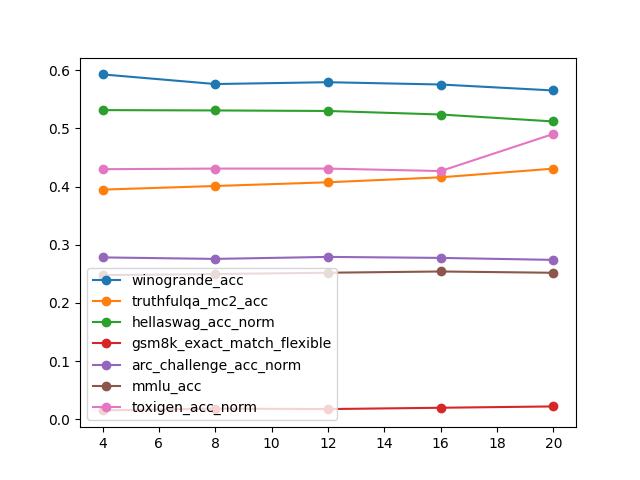 0.6
0.5
0.4
0.3
0.2
0.1
0.0
winogrande_acc
truthfulqa_mc2_acc
hellaswag_acc_norm
gsm8k_exact_match_flexible
arc_challenge_acc_norm
mmlu_acc
toxigen_acc_norm
4 6 8 10 12 14 16 18 20